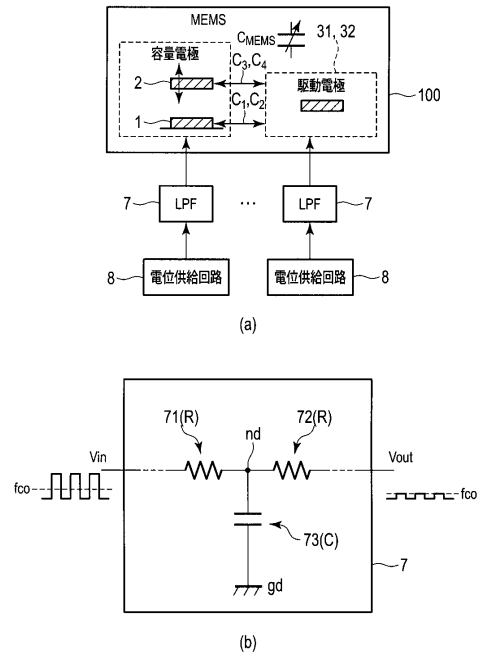 MEMS
C_MEMS
31, 32
容量電極
C3, C4
駆動電極
2
C1, C2
100
1
7 LPF ... LPF 7
8 電位供給回路 電位供給回路 8
(a)
71(R) 72(R)
nd
Vin Vout
fco fco
73(C)
gd
7
(b)